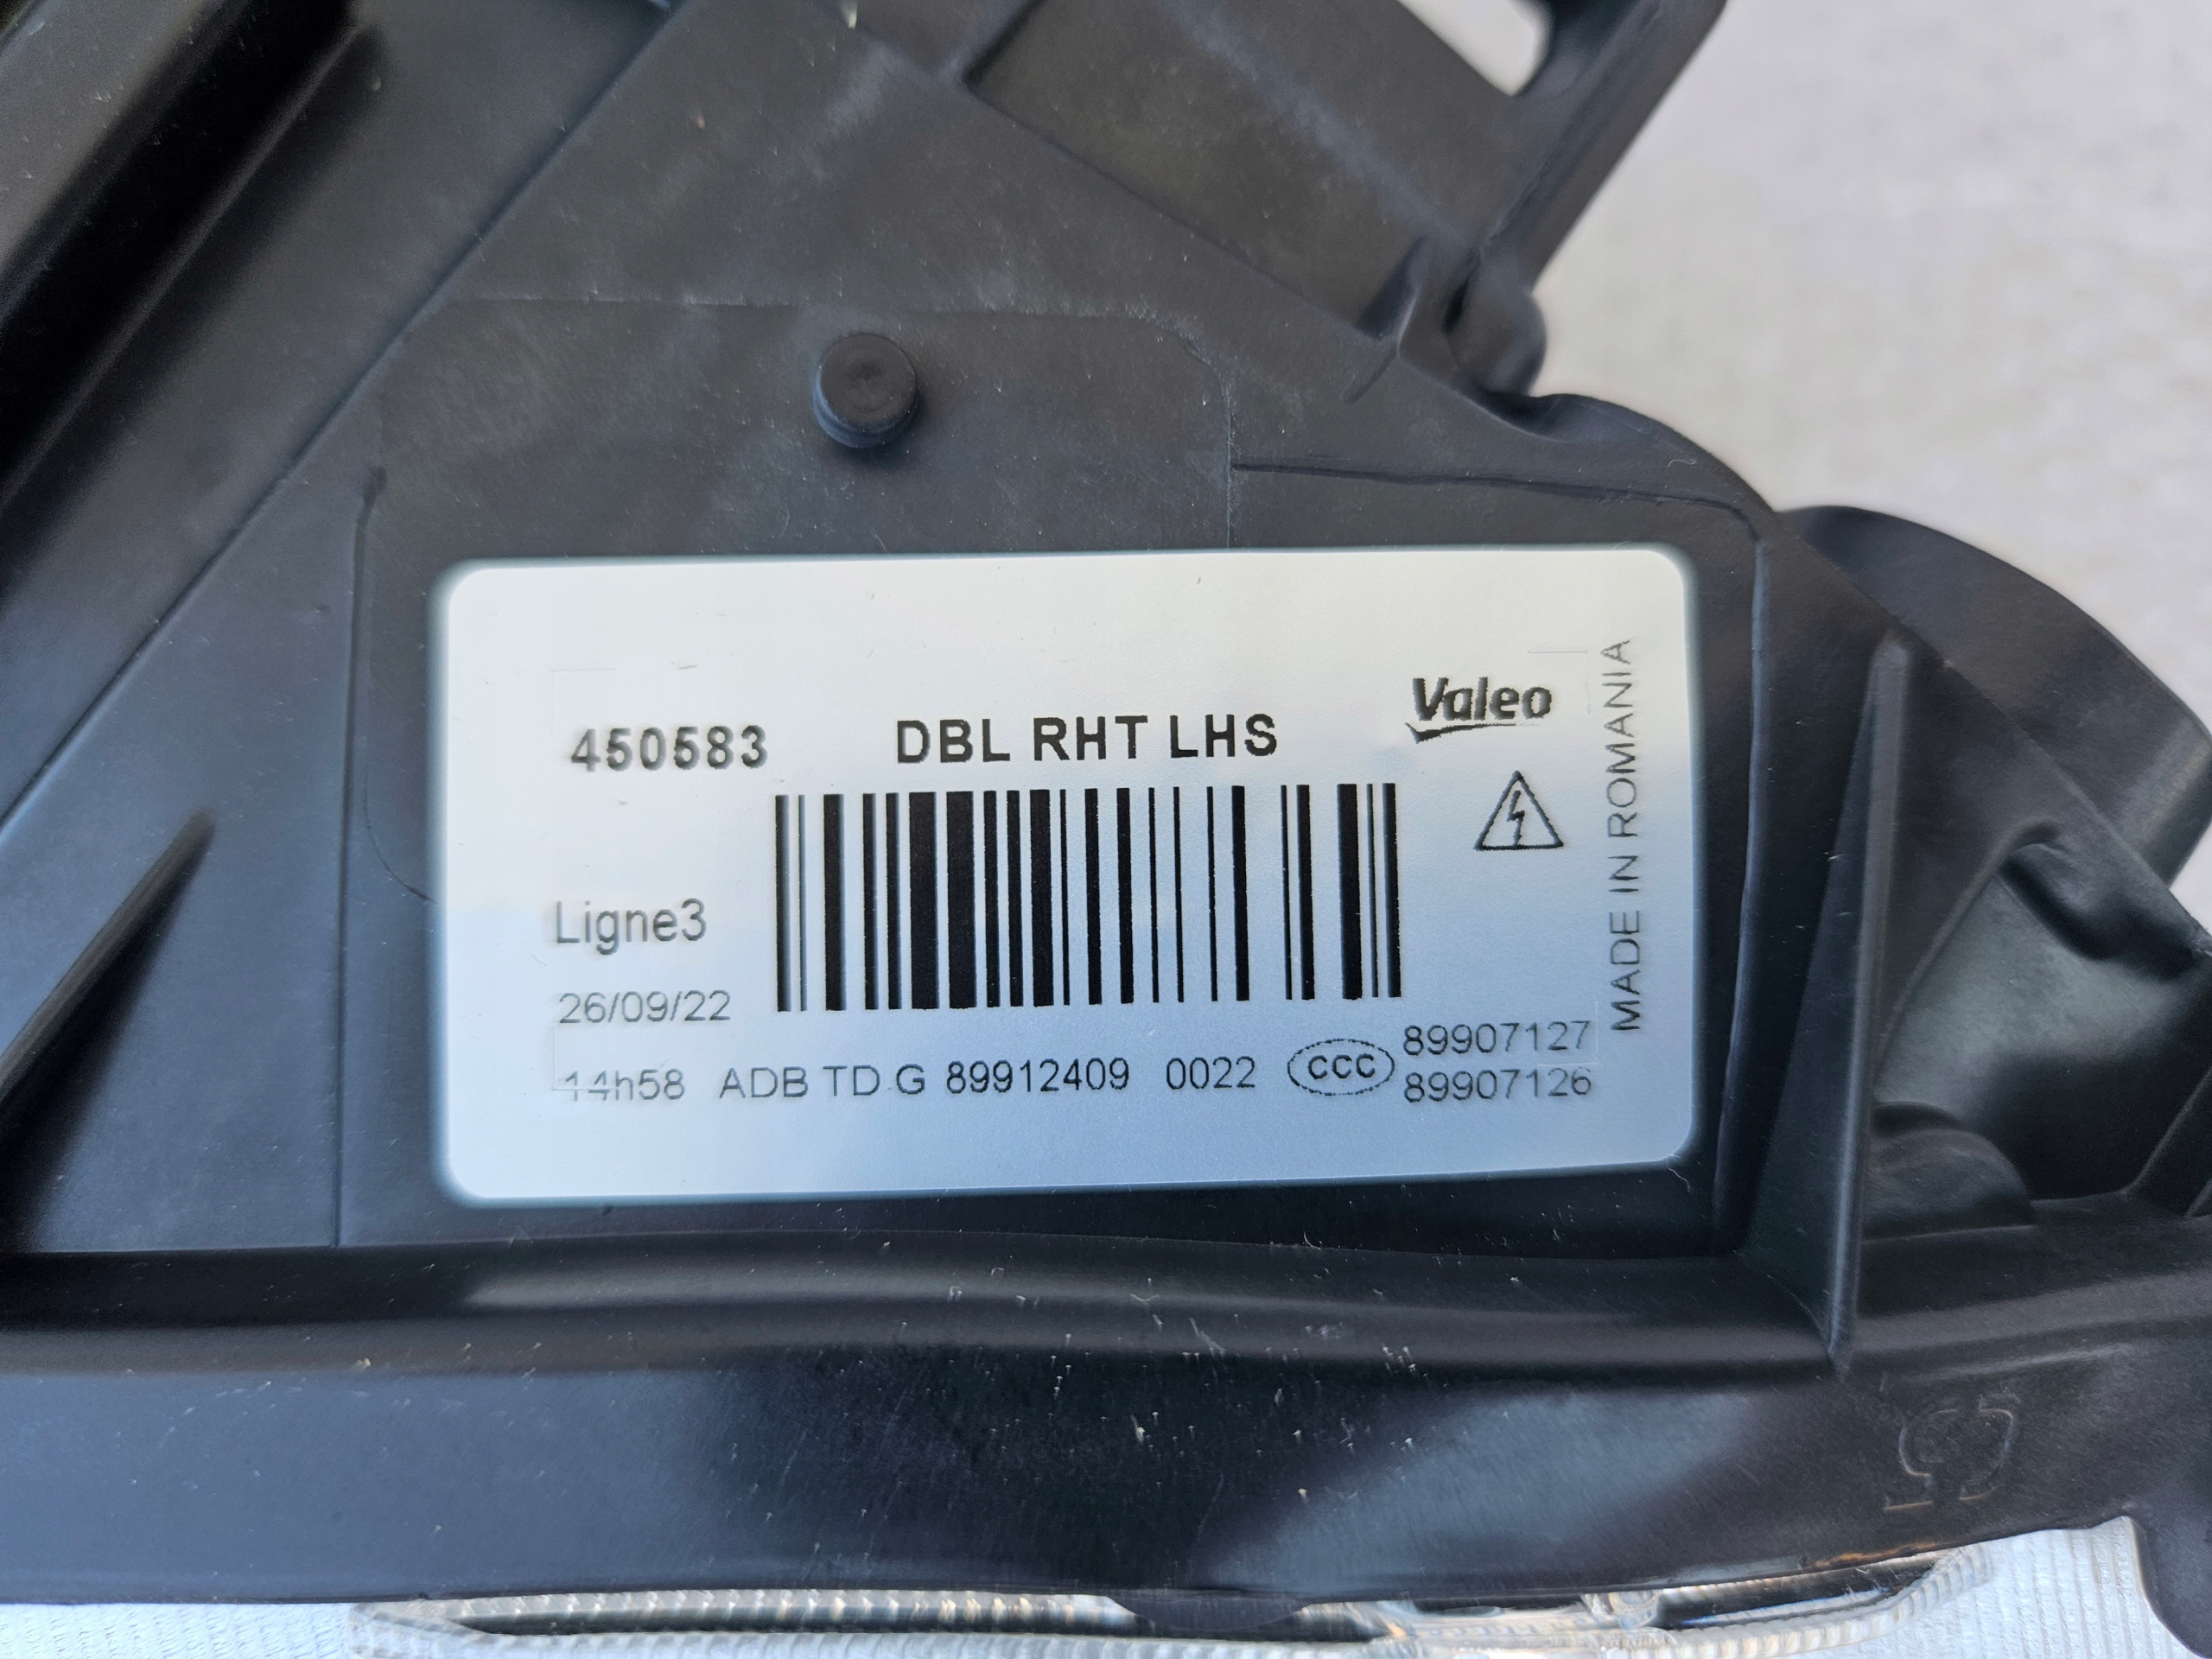 450583 DBL RHT LHS Valeo
Ligne3
26/09/22
14h58 ADB TD G 89912409 0022 CCC 89907127
89907126
MADE IN ROMANIA